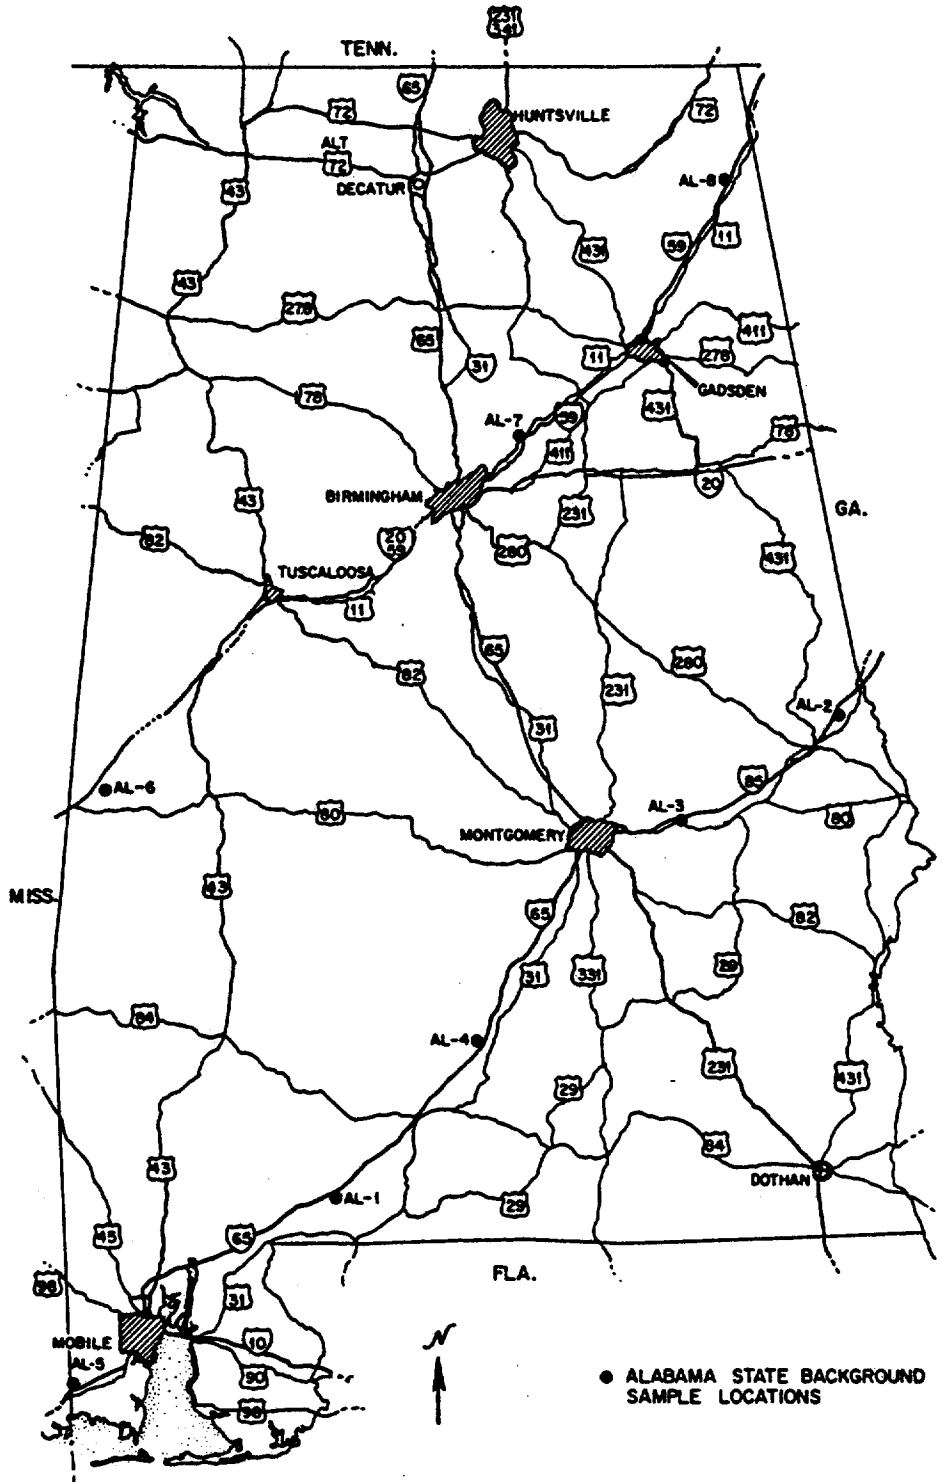 231
341
TENN.
65
72
HUNTSVILLE
72
ALT
72
DECATUR
43
AL-8
431
59
11
43
278
65
411
11
278
31
GADSDEN
78
431
59
AL-7
78
411
BIRMINGHAM
43
20
231
GA.
82
20
59
280
431
TUSCALOOSA
11
65
280
82
231
AL-2
31
85
AL-6
AL-3
80
80
MONTGOMERY
43
MISS.
65
82
31
331
29
84
AL-4
231
431
29
84
43
DOTHAN
AL-1
29
45
65
FLA.
98
31
N
MOBILE
10
AL-5
90
98
ALABAMA STATE BACKGROUND
SAMPLE LOCATIONS